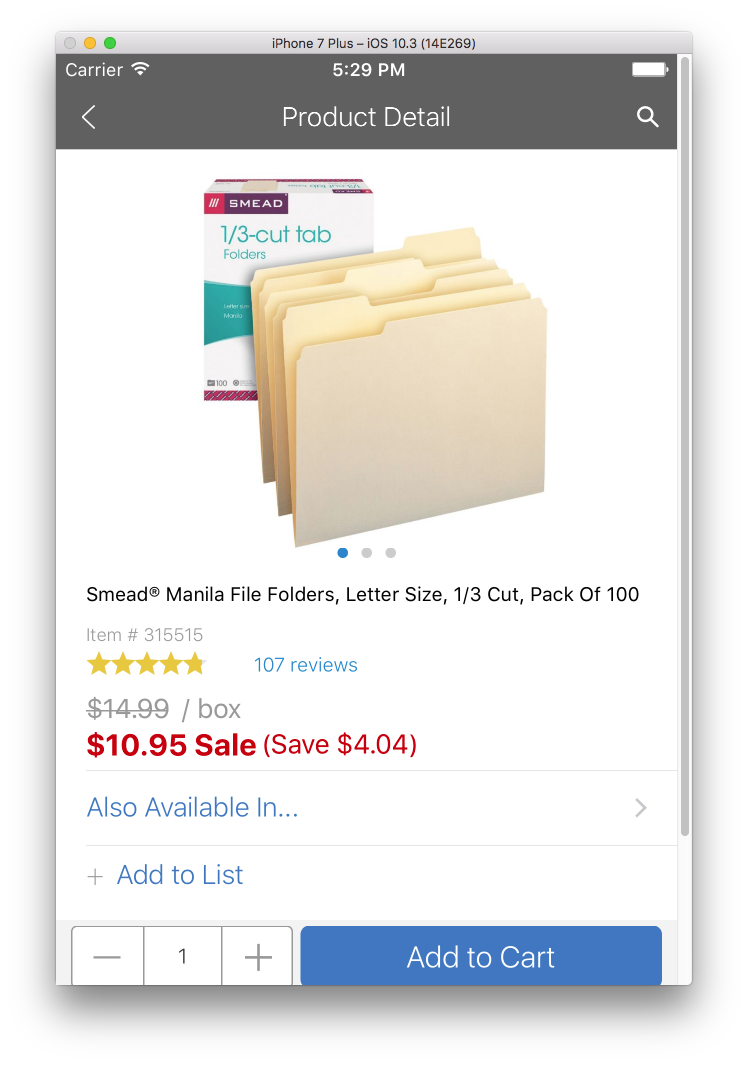 iPhone 7 Plus – iOS 10.3 (14E269)
Carrier 5:29 PM
Product Detail
SMEAD
1/3-cut tab
Folders
Letter size
Manila
100
Smead® Manila File Folders, Letter Size, 1/3 Cut, Pack Of 100
Item # 315515
107 reviews
$14.99 / box
$10.95 Sale (Save $4.04)
Also Available In...
+ Add to List
— 1 + Add to Cart